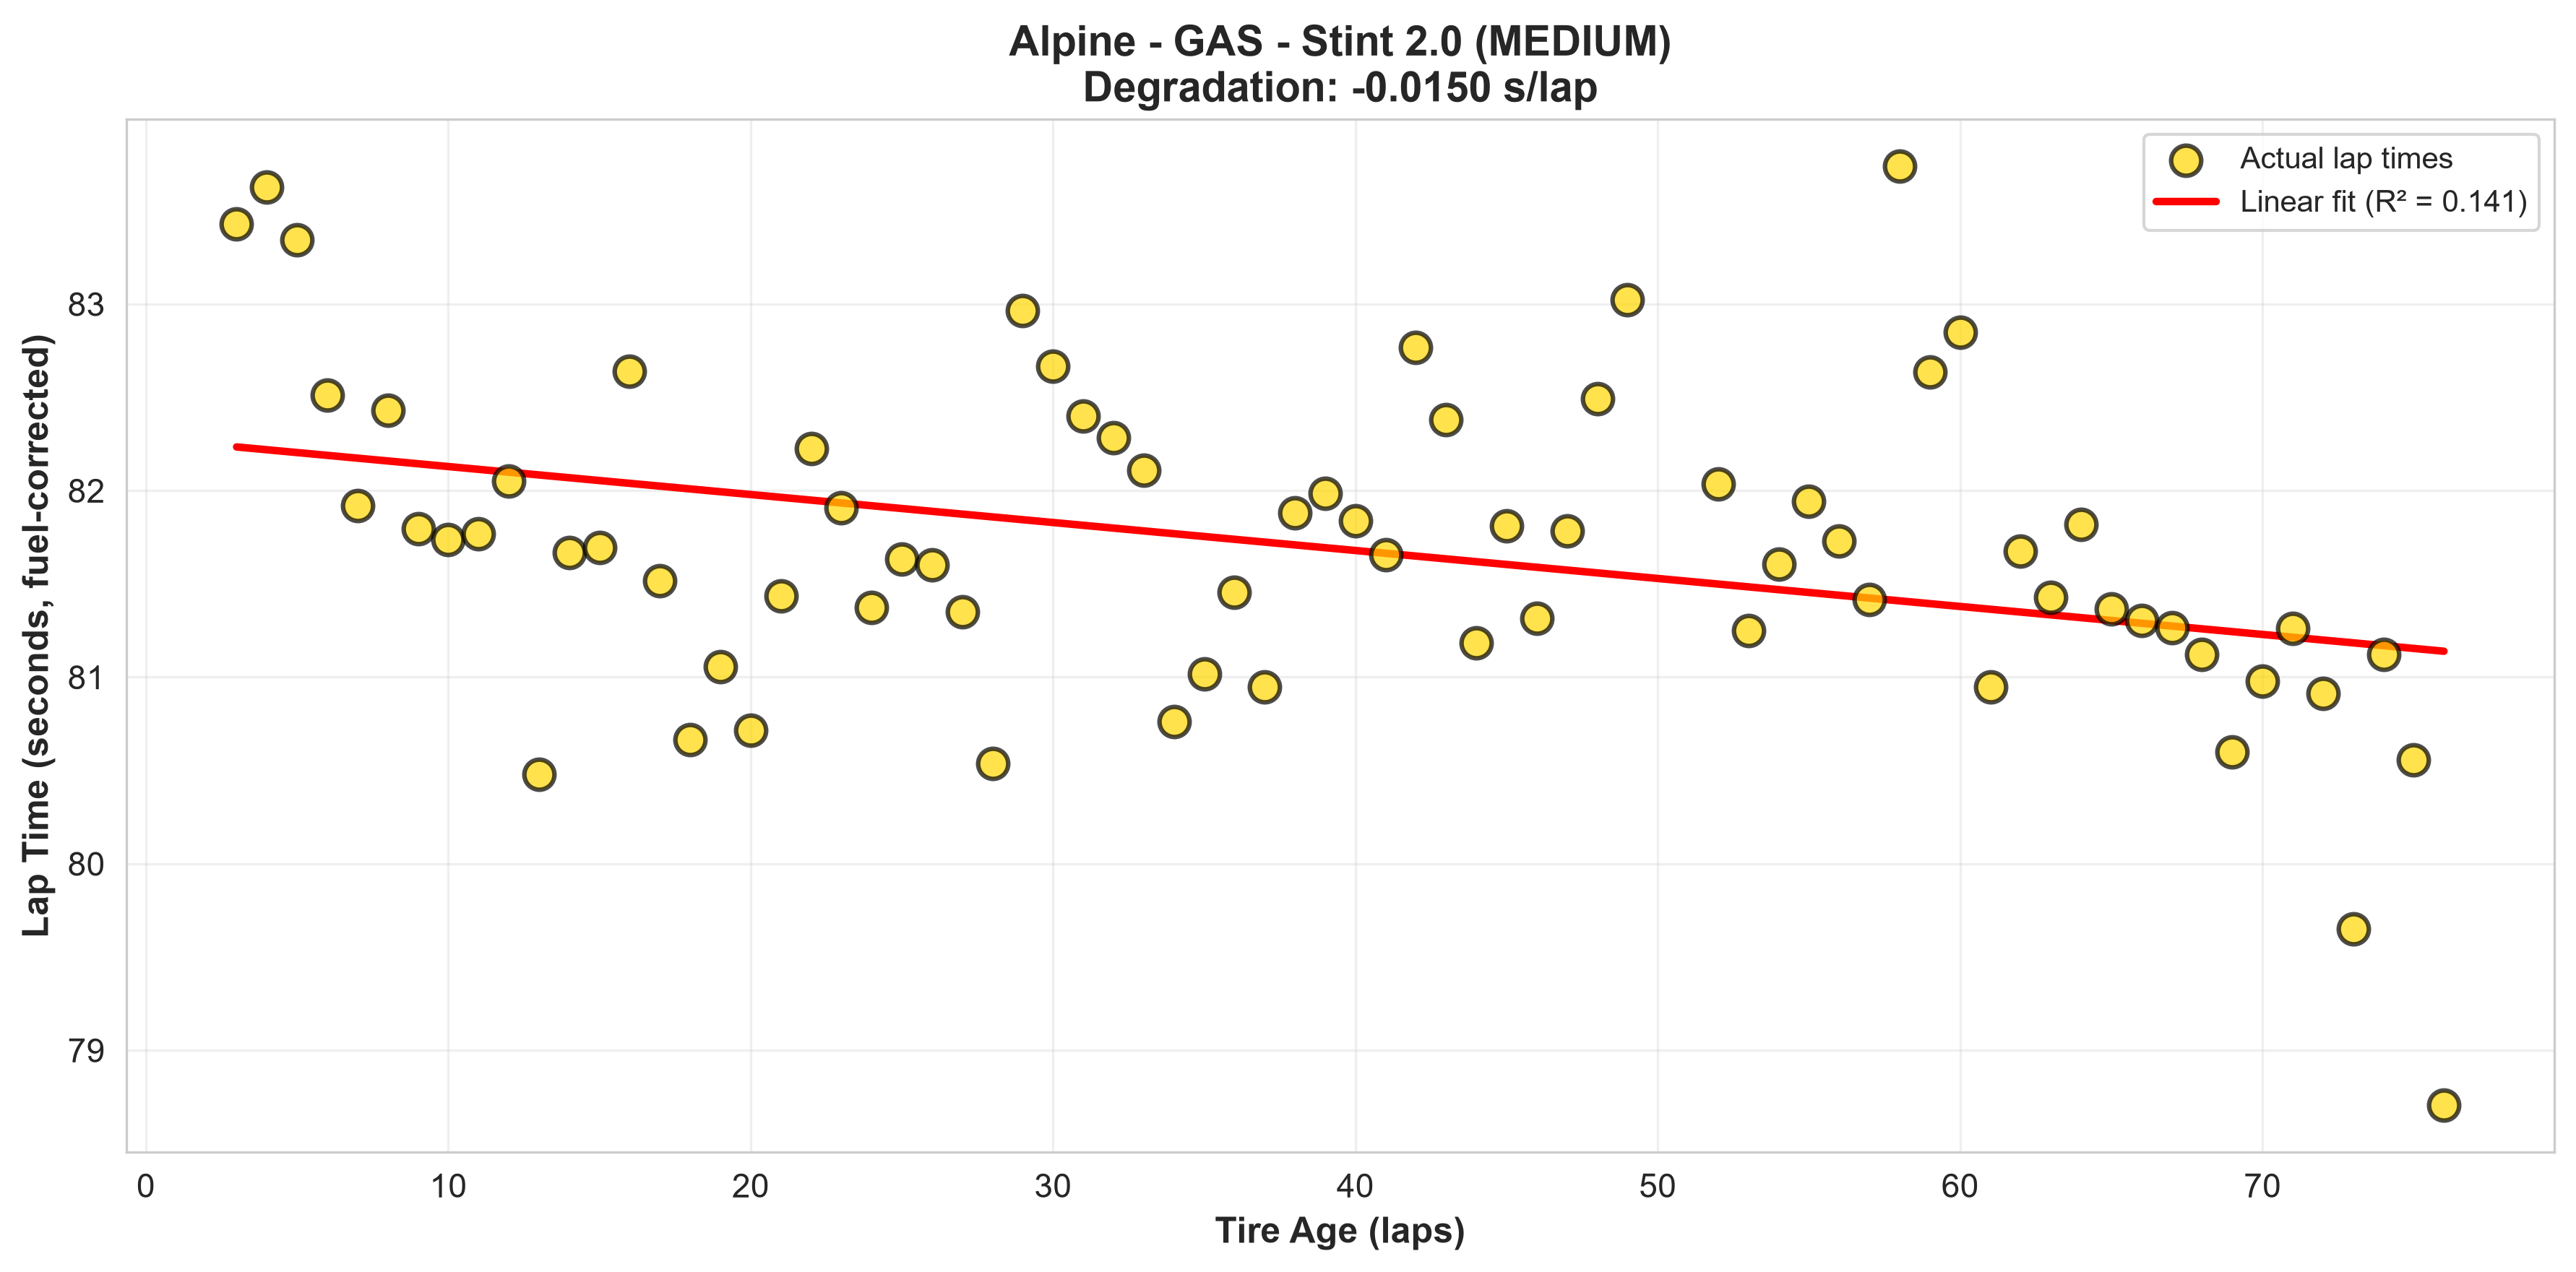 Alpine - GAS - Stint 2.0 (MEDIUM)
Degradation: -0.0150 s/lap
Actual lap times
Linear fit (R² = 0.141)
Lap Time (seconds, fuel-corrected)
83
82
81
80
79
0 10 20 30 40 50 60 70
Tire Age (laps)